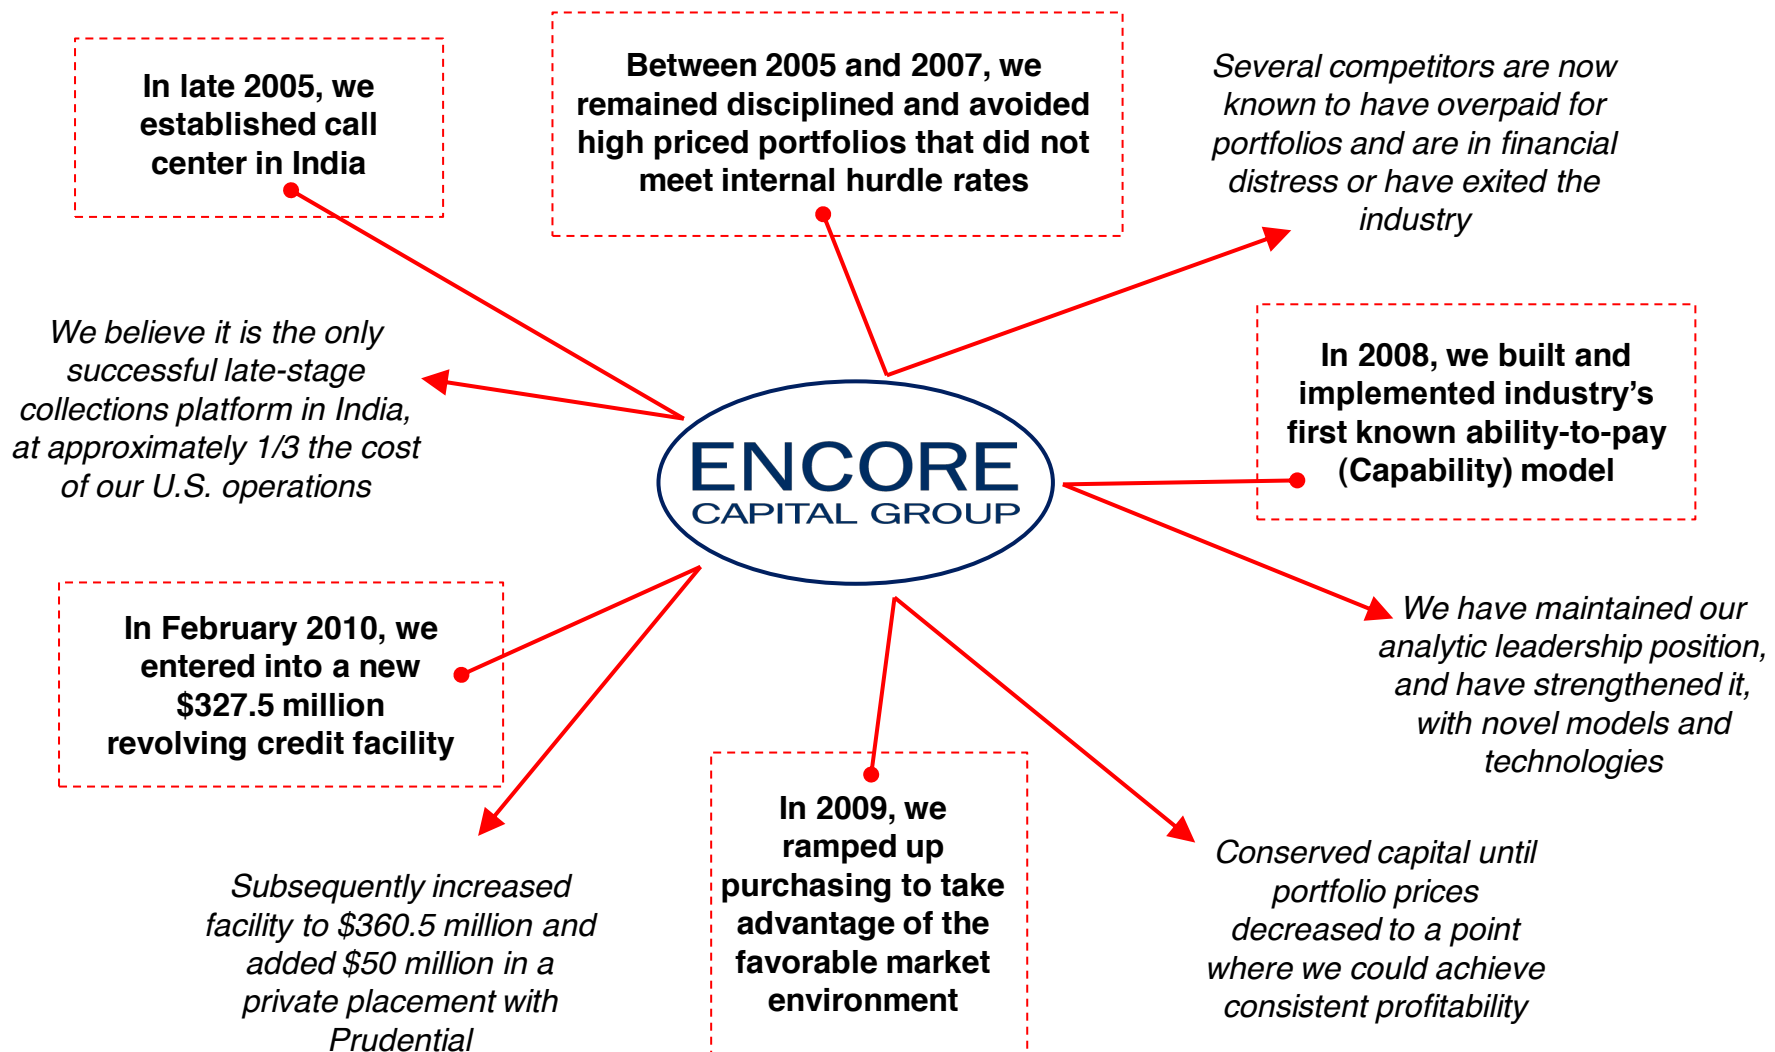 In late 2005, we
established call
center in India
Between 2005 and 2007, we
remained disciplined and avoided
high priced portfolios that did not
meet internal hurdle rates
Several competitors are now
known to have overpaid for
portfolios and are in financial
distress or have exited the
industry
We believe it is the only
successful late-stage
collections platform in India,
at approximately 1/3 the cost
of our U.S. operations
ENCORE
CAPITAL GROUP
In 2008, we built and
implemented industry’s
first known ability-to-pay
(Capability) model
We have maintained our
analytic leadership position,
and have strengthened it,
with novel models and
technologies
In February 2010, we
entered into a new
$327.5 million
revolving credit facility
Subsequently increased
facility to $360.5 million and
added $50 million in a
private placement with
Prudential
In 2009, we
ramped up
purchasing to take
advantage of the
favorable market
environment
Conserved capital until
portfolio prices
decreased to a point
where we could achieve
consistent profitability